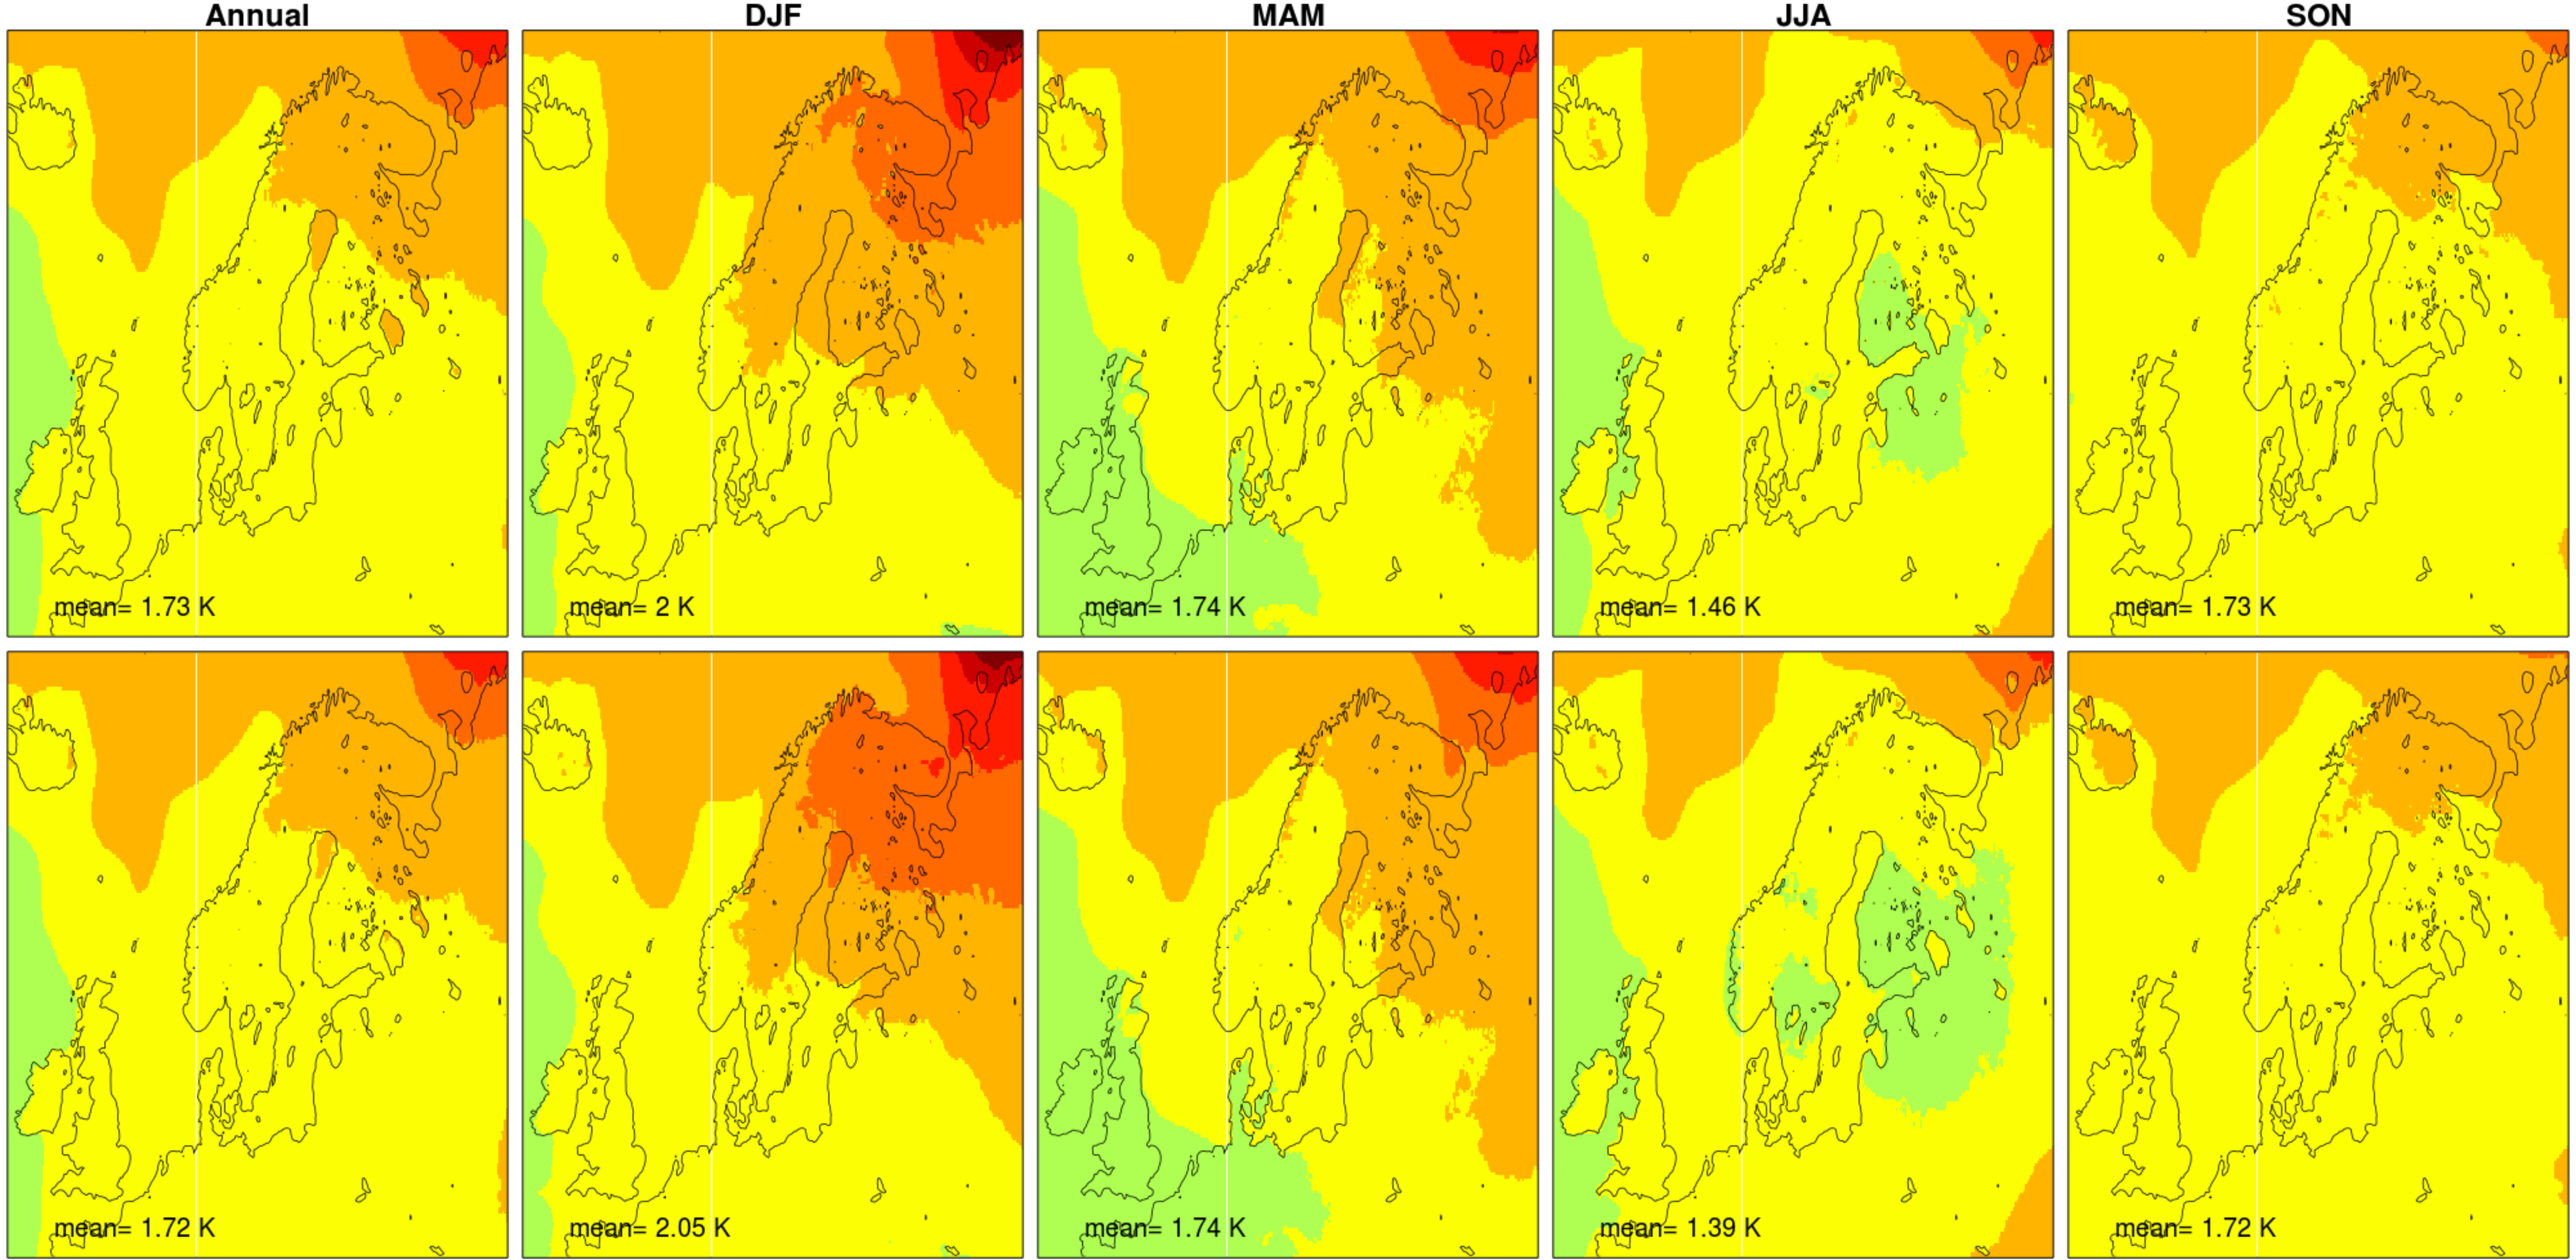 Annual DJF MAM JJA SON
mean= 1.73 K mean= 2 K mean= 1.74 K mean= 1.46 K mean= 1.73 K
mean= 1.72 K mean= 2.05 K mean= 1.74 K mean= 1.39 K mean= 1.72 K